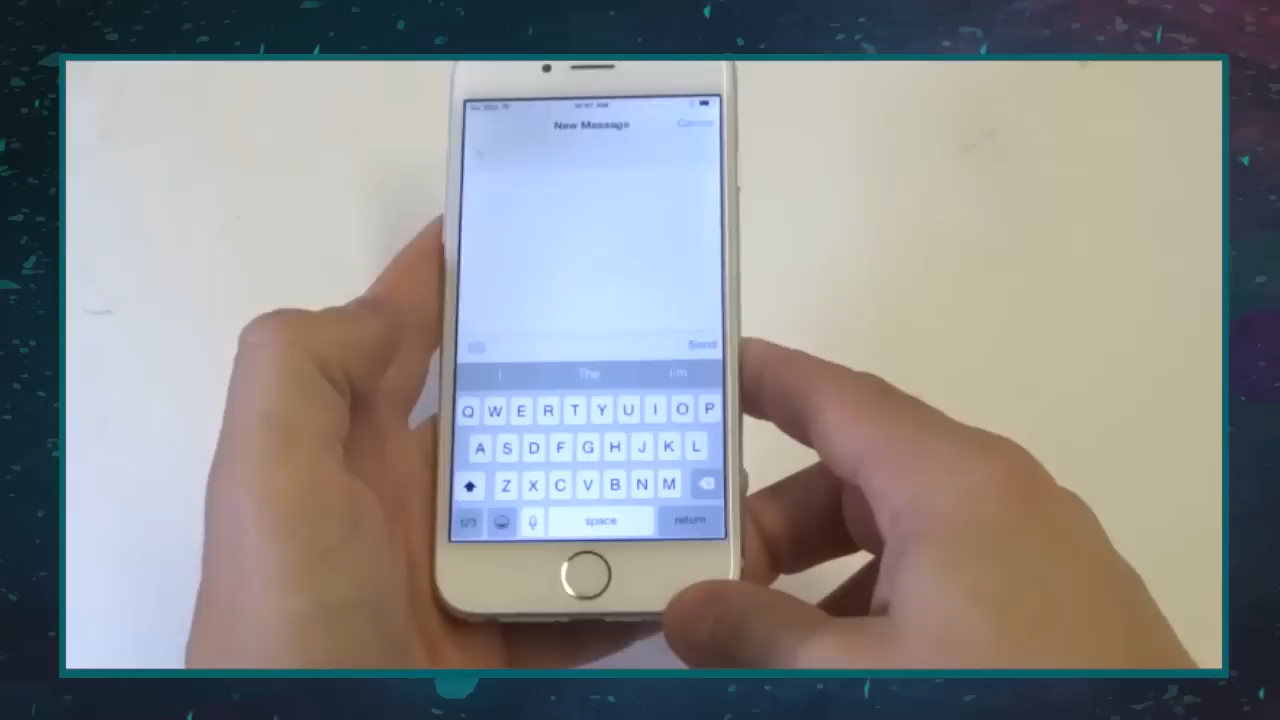 New Message
Cancel
Send
I The I'm
Q W E R T Y U I O P
A S D F G H J K L
Z X C V B N M
123 space return